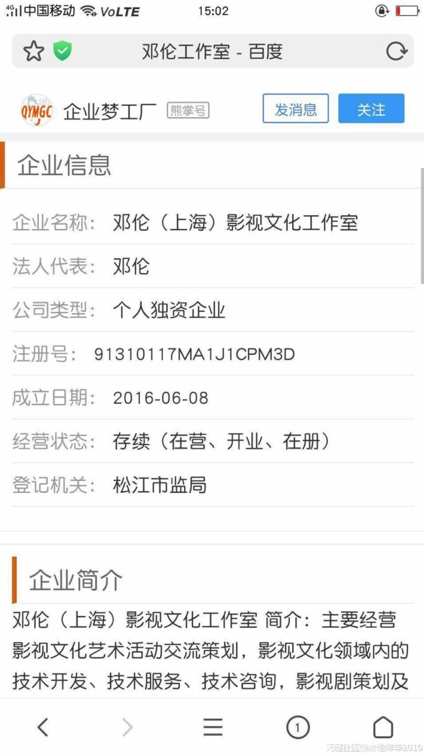 4G 中国移动 VoLTE 15:02
邓伦工作室 - 百度
QYMGC 企业梦工厂 熊掌号 发消息 关注
企业信息
企业名称： 邓伦（上海）影视文化工作室
法人代表： 邓伦
公司类型： 个人独资企业
注册号： 91310117MA1J1CPM3D
成立日期： 2016-06-08
经营状态： 存续（在营、开业、在册）
登记机关： 松江市监局
企业简介
邓伦（上海）影视文化工作室 简介：主要经营
影视文化艺术活动交流策划，影视文化领域内的
技术开发、技术服务、技术咨询，影视剧策划及
1